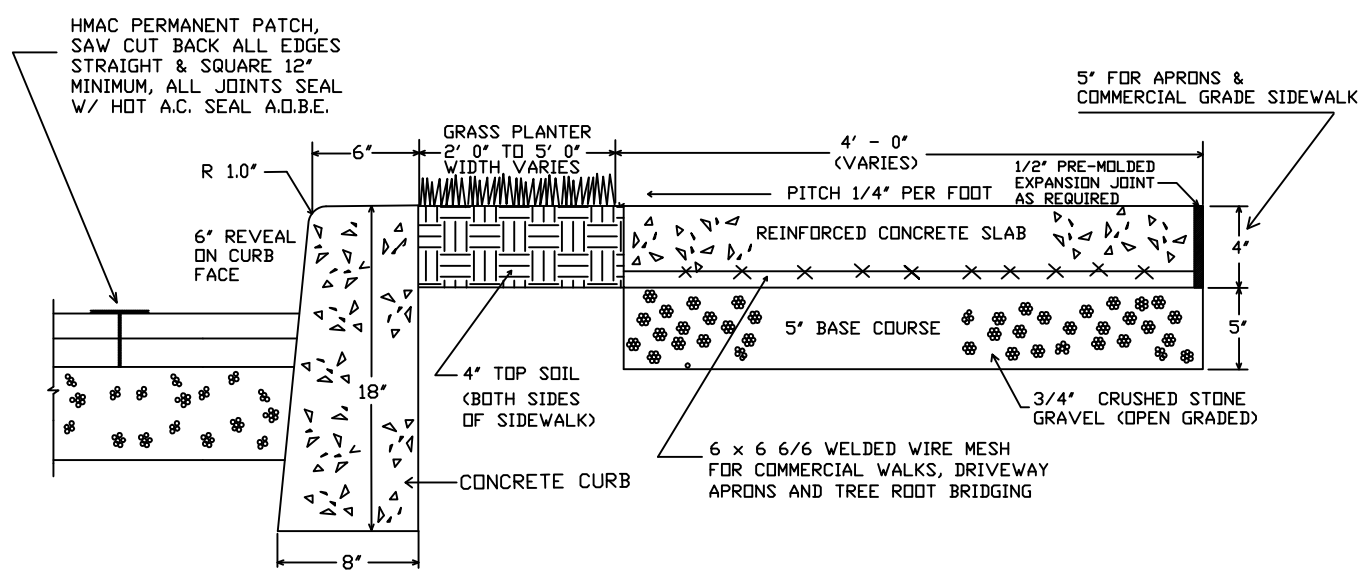 HMAC PERMANENT PATCH,
SAW CUT BACK ALL EDGES
STRAIGHT & SQUARE 12"
MINIMUM, ALL JOINTS SEAL
W/ HOT A.C. SEAL A.O.B.E.
5" FOR APRONS &
COMMERCIAL GRADE SIDEWALK
6"
GRASS PLANTER
2' 0" TO 5' 0"
WIDTH VARIES
4' - 0"
(VARIES)
R 1.0"
PITCH 1/4" PER FOOT
1/2" PRE-MOLDED
EXPANSION JOINT
AS REQUIRED
6" REVEAL
ON CURB
FACE
REINFORCED CONCRETE SLAB
4"
5" BASE COURSE
5"
18"
4" TOP SOIL
(BOTH SIDES
OF SIDEWALK)
3/4" CRUSHED STONE
GRAVEL (OPEN GRADED)
6 x 6 6/6 WELDED WIRE MESH
FOR COMMERCIAL WALKS, DRIVEWAY
APRONS AND TREE ROOT BRIDGING
CONCRETE CURB
8"